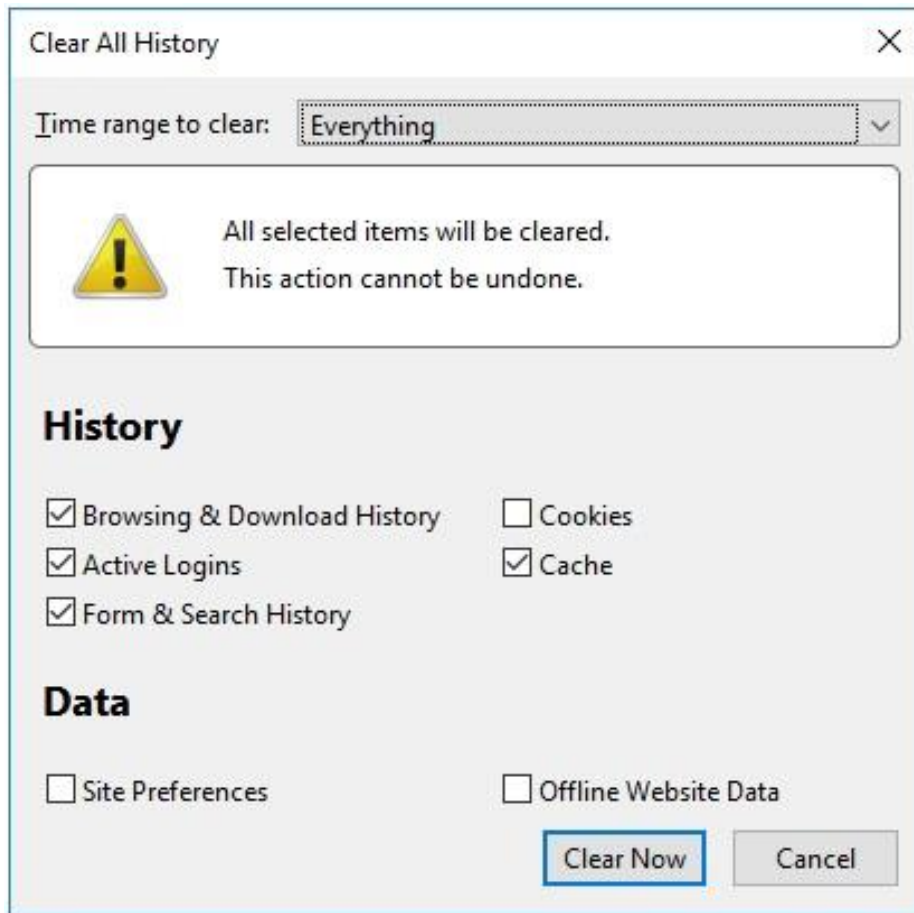 Clear All History
Time range to clear: Everything
All selected items will be cleared.
This action cannot be undone.
History
Browsing & Download History Cookies
Active Logins Cache
Form & Search History
Data
Site Preferences Offline Website Data
Clear Now Cancel